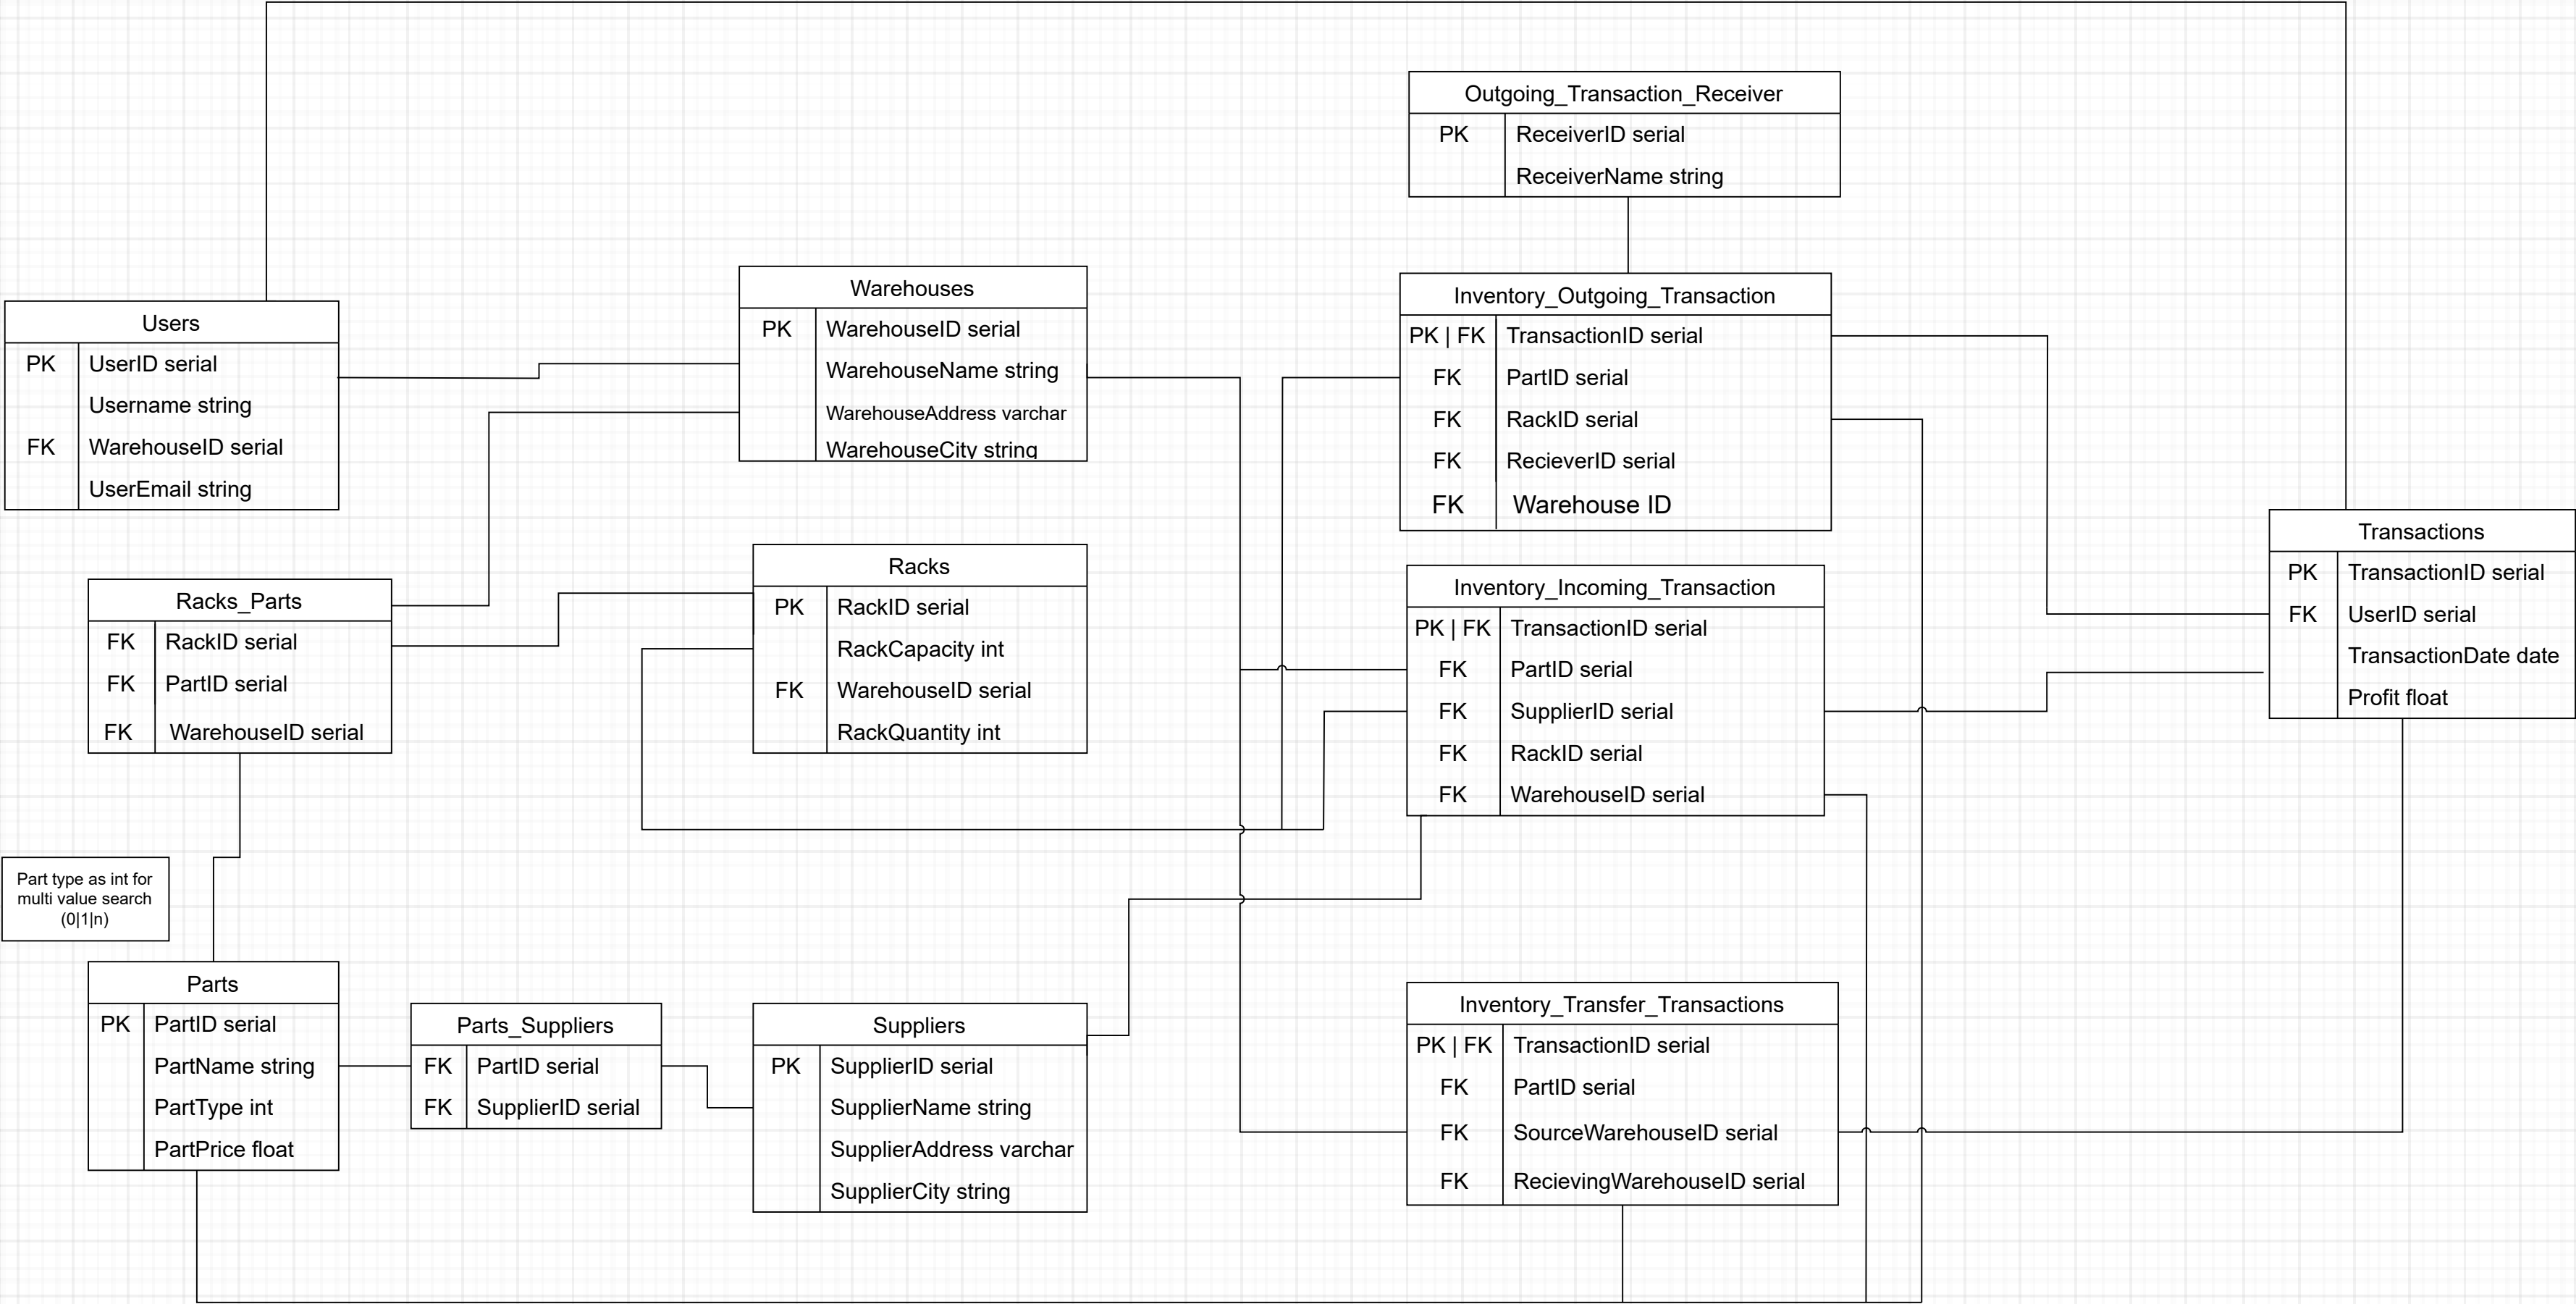 Outgoing_Transaction_Receiver
PK ReceiverID serial
ReceiverName string
Users
PK UserID serial
Username string
FK WarehouseID serial
UserEmail string
Warehouses
PK WarehouseID serial
WarehouseName string
WarehouseAddress varchar
WarehouseCity string
Inventory_Outgoing_Transaction
PK | FK TransactionID serial
FK PartID serial
FK RackID serial
FK RecieverID serial
FK Warehouse ID
Transactions
PK TransactionID serial
FK UserID serial
TransactionDate date
Profit float
Racks_Parts
FK RackID serial
FK PartID serial
FK WarehouseID serial
Racks
PK RackID serial
RackCapacity int
FK WarehouseID serial
RackQuantity int
Inventory_Incoming_Transaction
PK | FK TransactionID serial
FK PartID serial
FK SupplierID serial
FK RackID serial
FK WarehouseID serial
Part type as int for
multi value search
(0|1|n)
Parts
PK PartID serial
PartName string
PartType int
PartPrice float
Parts_Suppliers
FK PartID serial
FK SupplierID serial
Suppliers
PK SupplierID serial
SupplierName string
SupplierAddress varchar
SupplierCity string
Inventory_Transfer_Transactions
PK | FK TransactionID serial
FK PartID serial
FK SourceWarehouseID serial
FK RecievingWarehouseID serial